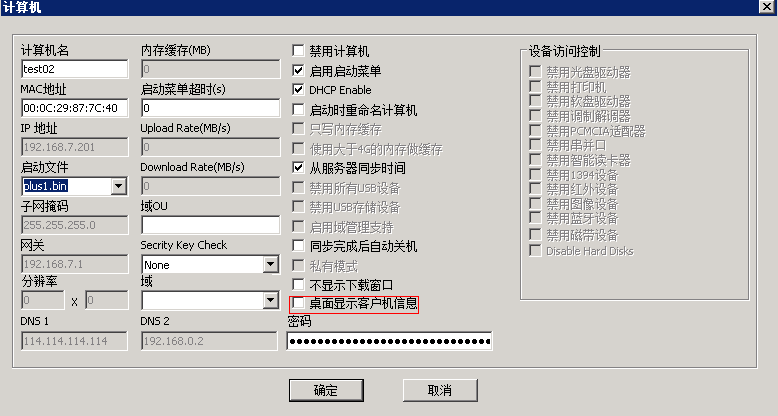 计算机
计算机名
test02
MAC地址
00:0C:29:87:7C:40
IP 地址
192.168.7.201
启动文件
plus1.bin
子网掩码
255.255.255.0
网关
192.168.7.1
分辨率
0 x 0
DNS 1
114.114.114.114
内存缓存(MB)
0
启动菜单超时(s)
0
Upload Rate(MB/s)
0
Download Rate(MB/s)
0
域OU
Secrity Key Check
None
域
DNS 2
192.168.0.2
禁用计算机
启用启动菜单
DHCP Enable
启动时重命名计算机
只写内存缓存
使用大于4G的内存做缓存
从服务器同步时间
禁用所有USB设备
禁用USB存储设备
启用域管理支持
同步完成后自动关机
私有模式
不显示下载窗口
桌面显示客户机信息
密码
设备访问控制
禁用光盘驱动器
禁用打印机
禁用软盘驱动器
禁用调制解调器
禁用PCMCIA适配器
禁用串并口
禁用智能读卡器
禁用1394设备
禁用红外设备
禁用图像设备
禁用蓝牙设备
禁用磁带设备
Disable Hard Disks
确定
取消